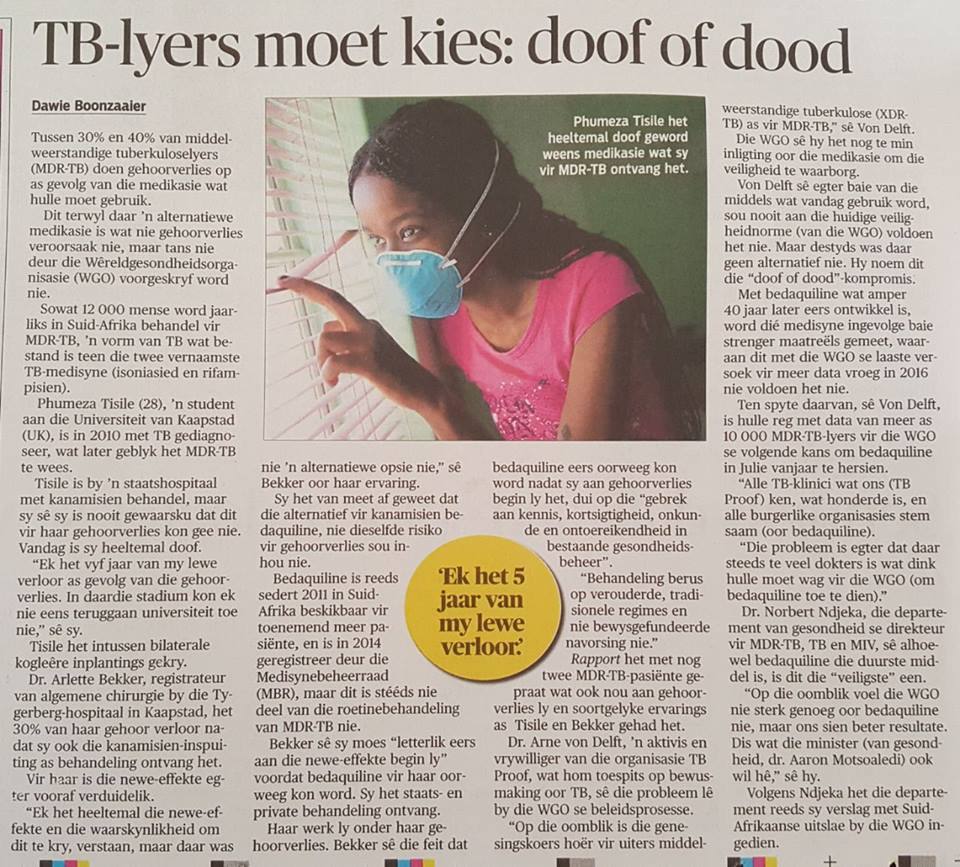 TB-lyers moet kies: doof of dood
Dawie Boonzaaier
Tussen 30% en 40% van middel-
weerstandige tuberkuloselyers
(MDR-TB) doen gehoorverlies op
as gevolg van die medikasie wat
hulle moet gebruik.
Dit terwyl daar 'n alternatiewe
medikasie is wat nie gehoorverlies
veroorsaak nie, maar tans nie
deur die Wêreldgesondheidsorga-
nisasie (WGO) voorgeskryf word
nie.
Sowat 12 000 mense word jaar-
liks in Suid-Afrika behandel vir
MDR-TB, 'n vorm van TB wat be-
stand is teen die twee vernaamste
TB-medisyne (isoniasied en rifam-
pisien).
Phumeza Tisile (28), 'n student
aan die Universiteit van Kaapstad
(UK), is in 2010 met TB gediagno-
seer, wat later geblyk het MDR-TB
te wees.
Tisile is by 'n staatshospitaal
met kanamisien behandel, maar
sy sê sy is nooit gewaarsku dat dit
vir haar gehoorverlies kon gee nie.
Vandag is sy heeltemal doof.
"Ek het vyf jaar van my lewe
verloor as gevolg van die gehoor-
verlies. In daardie stadium kon ek
nie eens teruggaan universiteit toe
nie," sê sy.
Tisile het intussen bilaterale
kogleêre inplantings gekry.
Dr. Arlette Bekker, registrateur
van algemene chirurgie by die Ty-
gerberg-hospitaal in Kaapstad, het
30% van haar gehoor verloor na-
dat sy ook die kanamisien-inspui-
ting as behandeling ontvang het.
Vir haar is die newe-effekte eg-
ter vooraf verduidelik.
"Ek het heeltemal die newe-ef-
fekte en die waarskynlikheid om
dit te kry, verstaan, maar daar was
Phumeza Tisile het
heeltemal doof geword
weens medikasie wat sy
vir MDR-TB ontvang het.
nie 'n alternatiewe opsie nie," sê
Bekker oor haar ervaring.
Sy het van meet af geweet dat
die alternatief vir kanamisien be-
daquiline, nie dieselfde risiko
vir gehoorverlies sou in-
hou nie.
Bedaquiline is reeds
sedert 2011 in Suid-
Afrika beskikbaar vir
toenemend meer pa-
siënte, en is in 2014
geregistreer deur die
Medisynebeheerraad
(MBR), maar dit is stééds nie
deel van die roetinebehandeling
van MDR-TB nie.
Bekker sê sy moes "letterlik eers
aan die newe-effekte begin ly"
voordat bedaquiline vir haar oor-
weeg kon word. Sy het staats- en
private behandeling ontvang.
Haar werk ly onder haar ge-
hoorverlies. Bekker sê die feit dat
'Ek het 5
jaar van
my lewe
verloor.'
bedaquiline eers oorweeg kon
word nadat sy aan gehoorverlies
begin ly het, dui op die "gebrek
aan kennis, kortsigtigheid, onkun-
de en ontoereikendheid in
bestaande gesondheids-
beheer".
"Behandeling berus
op verouderde, tradi-
sionele regimes en
nie bewysgefundeerde
navorsing nie."
Rapport het met nog
twee MDR-TB-pasiënte ge-
praat wat ook nou aan gehoor-
verlies ly en soortgelyke ervarings
as Tisile en Bekker gehad het.
Dr. Arne von Delft, 'n aktivis en
vrywilliger van die organisasie TB
Proof, wat hom toespits op bewus-
making oor TB, sê die probleem lê
by die WGO se beleidsprosesse.
"Op die oomblik is die gene-
singskoers hoër vir uiters middel-
weerstandige tuberkulose (XDR-
TB) as vir MDR-TB," sê Von Delft.
Die WGO sê hy het nog te min
inligting oor die medikasie om die
veiligheid te waarborg.
Von Delft sê egter baie van die
middels wat vandag gebruik word,
sou nooit aan die huidige veilig-
heidnorme (van die WGO) voldoen
het nie. Maar destyds was daar
geen alternatief nie. Hy noem dit
die "doof of dood"-kompromis.
Met bedaquiline wat amper
40 jaar later eers ontwikkel is,
word dié medisyne ingevolge baie
strenger maatreëls gemeet, waar-
aan dit met die WGO se laaste ver-
soek vir meer data vroeg in 2016
nie voldoen het nie.
Ten spyte daarvan, sê Von Delft,
is hulle reg met data van meer as
10 000 MDR-TB-lyers vir die WGO
se volgende kans om bedaquiline
in Julie vanjaar te hersien.
"Alle TB-klinici wat ons (TB
Proof) ken, wat honderde is, en
alle burgerlike organisasies stem
saam (oor bedaquiline).
"Die probleem is egter dat daar
steeds te veel dokters is wat dink
hulle moet wag vir die WGO (om
bedaquiline toe te dien)."
Dr. Norbert Ndjeka, die departe-
ment van gesondheid se direkteur
vir MDR-TB, TB en MIV, sê alhoe-
wel bedaquiline die duurste mid-
del is, is dit die "veiligste" een.
"Op die oomblik voel die WGO
nie sterk genoeg oor bedaquiline
nie, maar ons sien beter resultate.
Dis wat die minister (van gesond-
heid, dr. Aaron Motsoaledi) ook
wil hê," sê hy.
Volgens Ndjeka het die departe-
ment reeds sy verslag met Suid-
Afrikaanse uitslae by die WGO in-
gedien.